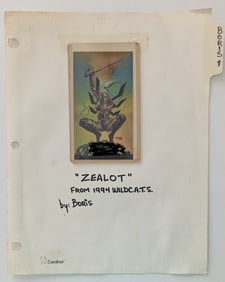 BORIS 1
"ZEALOT"
FROM 1994 WILDC.A.T.S.
by: Boris
Cardinal